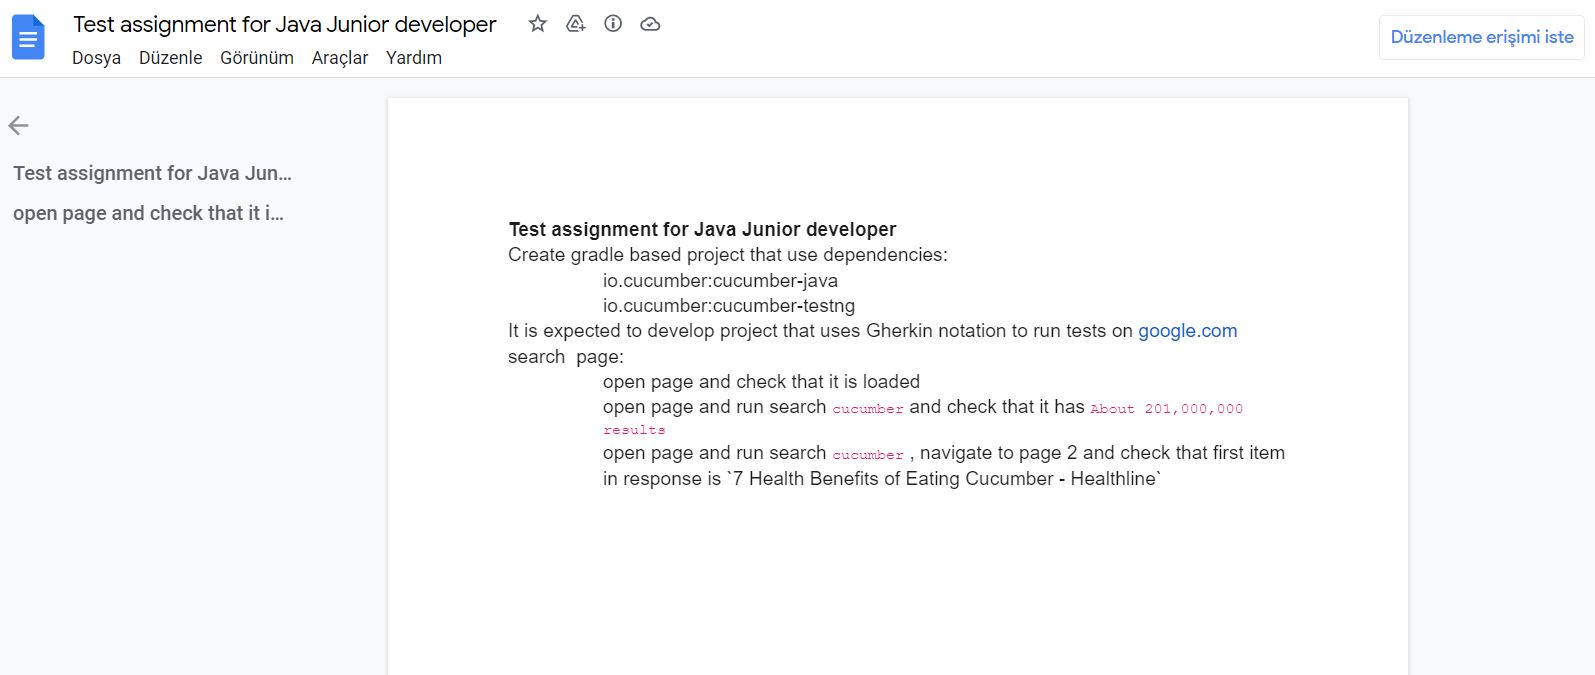 Test assignment for Java Junior developer
Dosya Düzenle Görünüm Araçlar Yardım
Düzenleme erişimi iste
Test assignment for Java Jun...
open page and check that it i...
Test assignment for Java Junior developer
Create gradle based project that use dependencies:
io.cucumber:cucumber-java
io.cucumber:cucumber-testng
It is expected to develop project that uses Gherkin notation to run tests on google.com
search  page:
open page and check that it is loaded
open page and run search cucumber and check that it has About 201,000,000
results
open page and run search cucumber , navigate to page 2 and check that first item
in response is `7 Health Benefits of Eating Cucumber - Healthline`